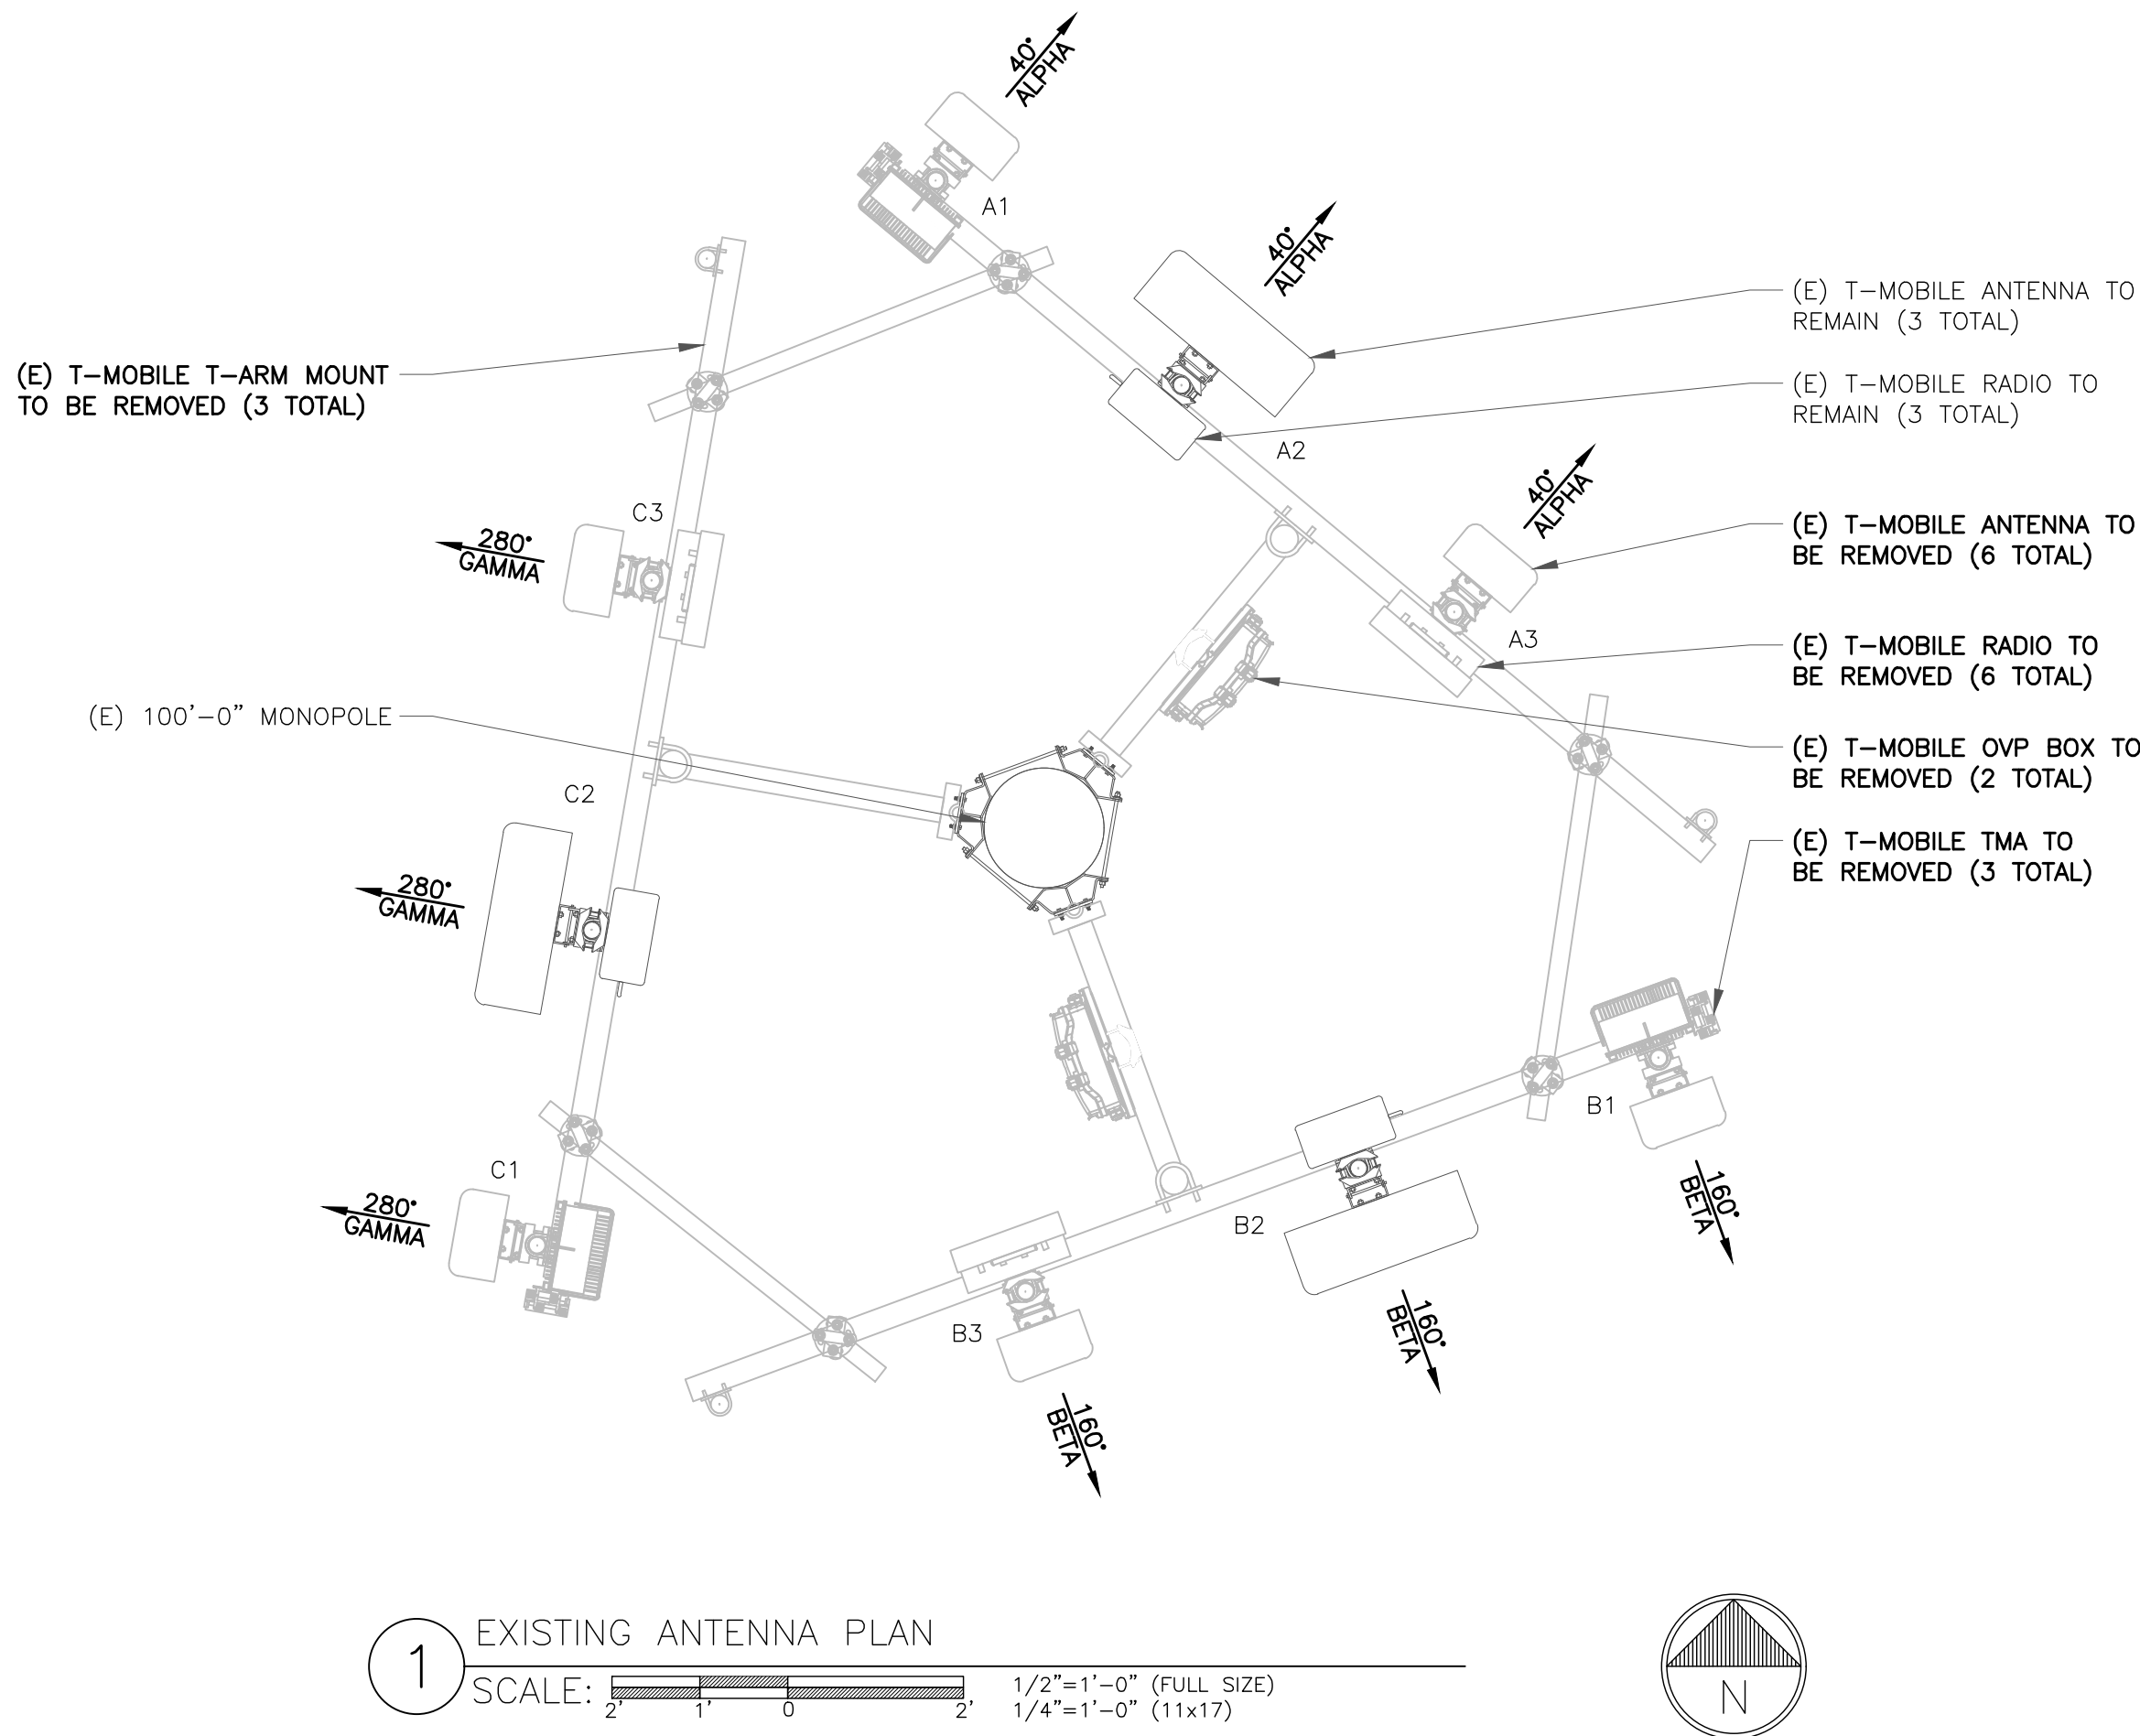 40°
ALPHA
A1
40°
ALPHA
(E) T-MOBILE ANTENNA TO
REMAIN (3 TOTAL)
(E) T-MOBILE T-ARM MOUNT
TO BE REMOVED (3 TOTAL)
(E) T-MOBILE RADIO TO
REMAIN (3 TOTAL)
A2
40°
ALPHA
C3
280°
GAMMA
(E) T-MOBILE ANTENNA TO
BE REMOVED (6 TOTAL)
A3
(E) T-MOBILE RADIO TO
BE REMOVED (6 TOTAL)
(E) 100'-0" MONOPOLE
(E) T-MOBILE OVP BOX TO
BE REMOVED (2 TOTAL)
C2
(E) T-MOBILE TMA TO
BE REMOVED (3 TOTAL)
280°
GAMMA
B1
C1
280°
GAMMA
160°
BETA
B2
B3
160°
BETA
160°
BETA
1
EXISTING ANTENNA PLAN
SCALE:
2' 1' 0 2'
1/2"=1'-0" (FULL SIZE)
1/4"=1'-0" (11x17)
N